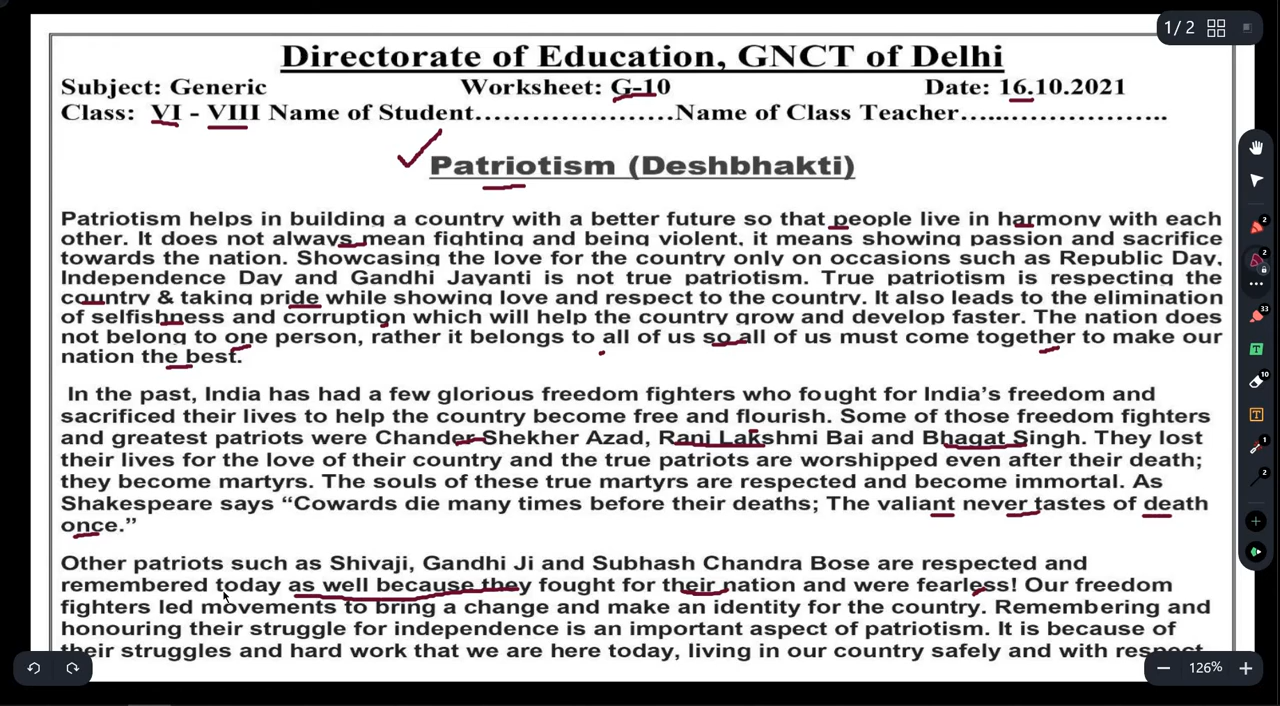 1/2
Directorate of Education, GNCT of Delhi
Subject: Generic Worksheet: G-10 Date: 16.10.2021
Class: VI - VIII Name of Student………………….Name of Class Teacher…...……………..
Patriotism (Deshbhakti)
Patriotism helps in building a country with a better future so that people live in harmony with each
other. It does not always mean fighting and being violent, it means showing passion and sacrifice
towards the nation. Showcasing the love for the country only on occasions such as Republic Day,
Independence Day and Gandhi Jayanti is not true patriotism. True patriotism is respecting the
country & taking pride while showing love and respect to the country. It also leads to the elimination
of selfishness and corruption which will help the country grow and develop faster. The nation does
not belong to one person, rather it belongs to all of us so all of us must come together to make our
nation the best.
In the past, India has had a few glorious freedom fighters who fought for India's freedom and
sacrificed their lives to help the country become free and flourish. Some of those freedom fighters
and greatest patriots were Chander Shekher Azad, Rani Lakshmi Bai and Bhagat Singh. They lost
their lives for the love of their country and the true patriots are worshipped even after their death;
they become martyrs. The souls of these true martyrs are respected and become immortal. As
Shakespeare says "Cowards die many times before their deaths; The valiant never tastes of death
once."
Other patriots such as Shivaji, Gandhi Ji and Subhash Chandra Bose are respected and
remembered today as well because they fought for their nation and were fearless! Our freedom
fighters led movements to bring a change and make an identity for the country. Remembering and
honouring their struggle for independence is an important aspect of patriotism. It is because of
their struggles and hard work that we are here today, living in our country safely and with respect
126%